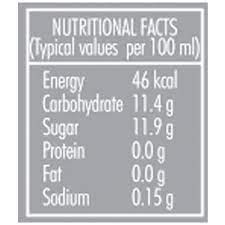 NUTRITIONAL FACTS
(Typical values per 100 ml)
Energy 46 kcal
Carbohydrate 11.4 g
Sugar 11.9 g
Protein 0.0 g
Fat 0.0 g
Sodium 0.15 g